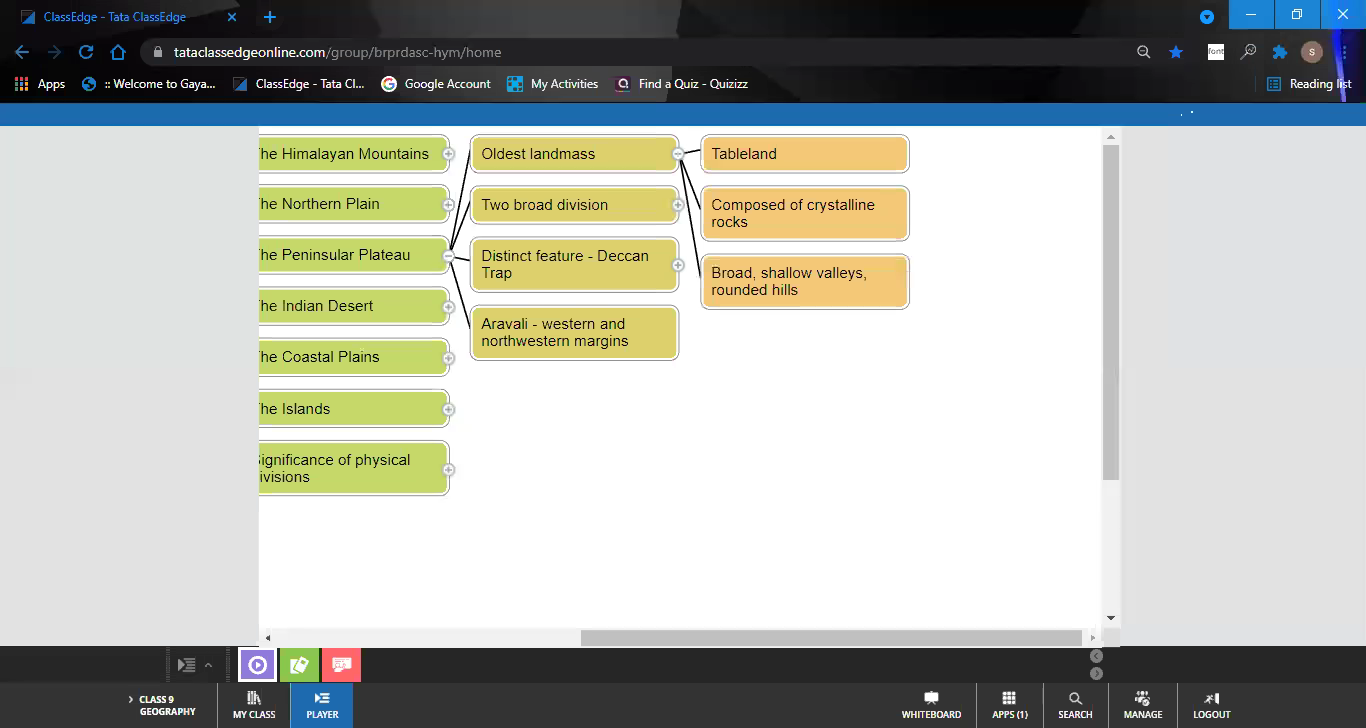 ClassEdge - Tata ClassEdge
tataclassedgeonline.com/group/brprdasc-hym/home
font
S
Apps
:: Welcome to Gaya...
ClassEdge - Tata Cl...
Google Account
My Activities
Find a Quiz - Quizizz
Reading list
he Himalayan Mountains
he Northern Plain
he Peninsular Plateau
he Indian Desert
he Coastal Plains
he Islands
ignificance of physical
ivisions
Oldest landmass
Two broad division
Distinct feature - Deccan
Trap
Aravali - western and
northwestern margins
Tableland
Composed of crystalline
rocks
Broad, shallow valleys,
rounded hills
CLASS 9
GEOGRAPHY
MY CLASS
PLAYER
WHITEBOARD
APPS (1)
SEARCH
MANAGE
LOGOUT